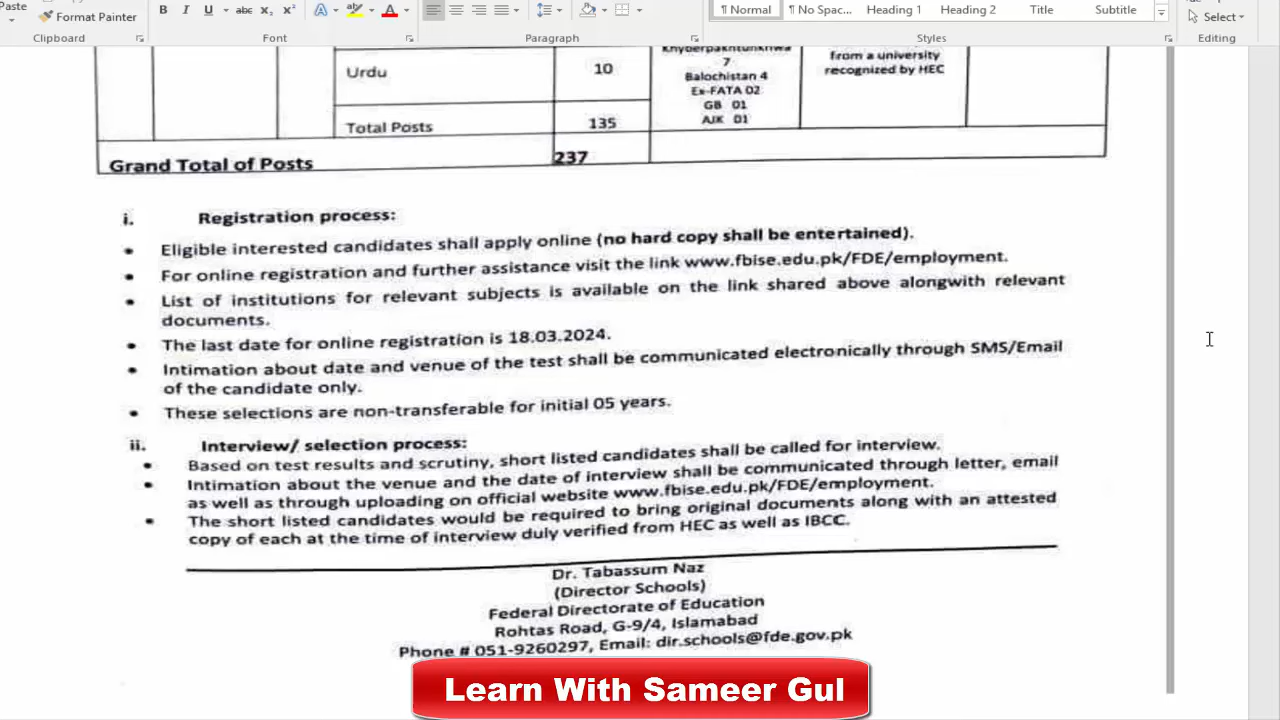 Paste
Format Painter
B I U abc x₂ x² A aby A
¶ Normal ¶ No Spac... Heading 1 Heading 2 Title Subtitle
Select
Clipboard Font Paragraph Styles Editing
Urdu 10
Khyberpakhtunkhwa
7
Balochistan 4
Ex-FATA 02
GB 01
AJK 01
from a university
recognized by HEC
Total Posts 135
Grand Total of Posts 237
i. Registration process:
• Eligible interested candidates shall apply online (no hard copy shall be entertained).
• For online registration and further assistance visit the link www.fbise.edu.pk/FDE/employment.
• List of institutions for relevant subjects is available on the link shared above alongwith relevant
documents.
• The last date for online registration is 18.03.2024.
• Intimation about date and venue of the test shall be communicated electronically through SMS/Email
of the candidate only.
• These selections are non-transferable for initial 05 years.
ii. Interview/ selection process:
• Based on test results and scrutiny, short listed candidates shall be called for interview.
• Intimation about the venue and the date of interview shall be communicated through letter, email
as well as through uploading on official website www.fbise.edu.pk/FDE/employment.
• The short listed candidates would be required to bring original documents along with an attested
copy of each at the time of interview duly verified from HEC as well as IBCC.
Dr. Tabassum Naz
(Director Schools)
Federal Directorate of Education
Rohtas Road, G-9/4, Islamabad
Phone # 051-9260297, Email: dir.schools@fde.gov.pk
Learn With Sameer Gul